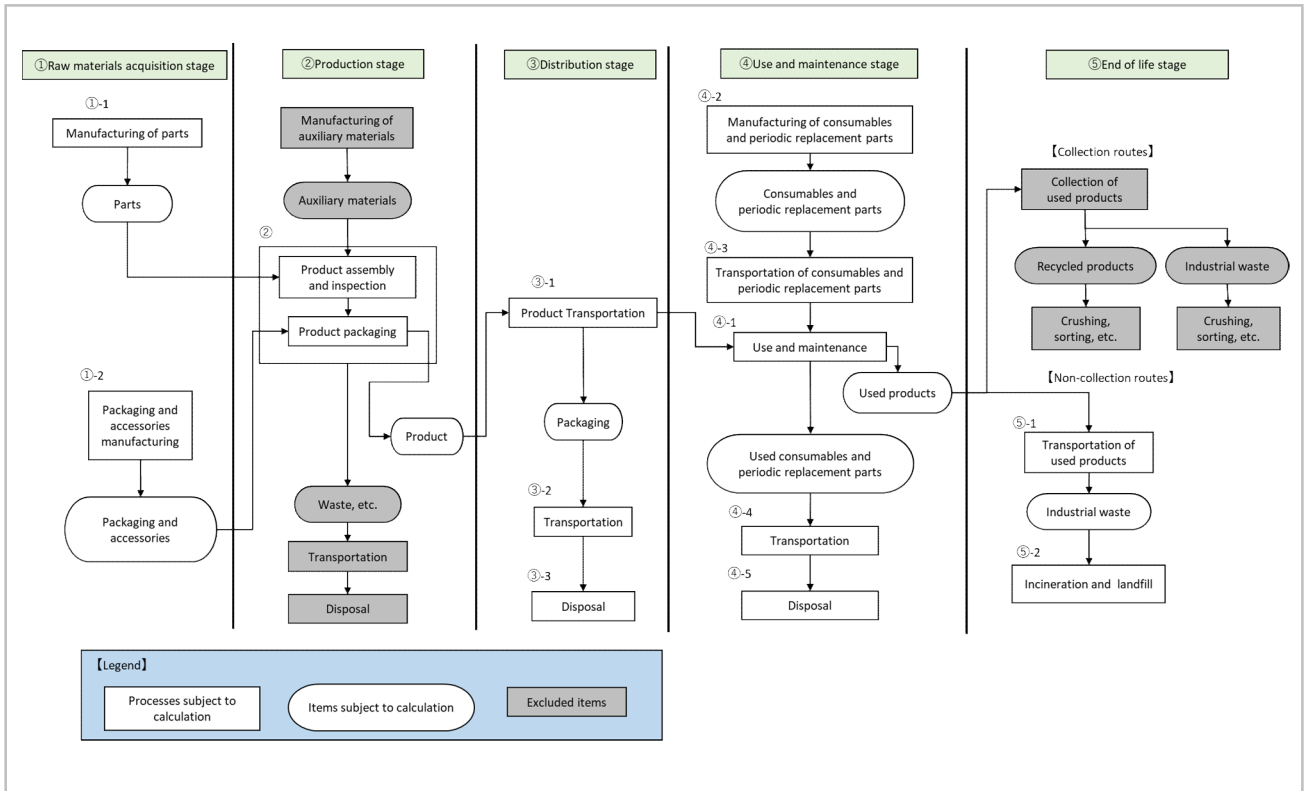 ①Raw materials acquisition stage
①-1
Manufacturing of parts
Parts
①-2
Packaging and
accessories
manufacturing
Packaging and
accessories
②Production stage
Manufacturing of
auxiliary materials
Auxiliary materials
②
Product assembly
and inspection
Product packaging
Product
Waste, etc.
Transportation
Disposal
③Distribution stage
③-1
Product Transportation
Packaging
③-2
Transportation
③-3
Disposal
④Use and maintenance stage
④-2
Manufacturing of consumables
and periodic replacement parts
Consumables and
periodic replacement parts
④-3
Transportation of consumables and
periodic replacement parts
④-1
Use and maintenance
Used products
Used consumables and
periodic replacement parts
④-4
Transportation
④-5
Disposal
⑤End of life stage
【Collection routes】
Collection of
used products
Recycled products
Industrial waste
Crushing,
sorting, etc.
Crushing,
sorting, etc.
【Non-collection routes】
⑤-1
Transportation of
used products
Industrial waste
⑤-2
Incineration and landfill
【Legend】
Processes subject to
calculation
Items subject to calculation
Excluded items